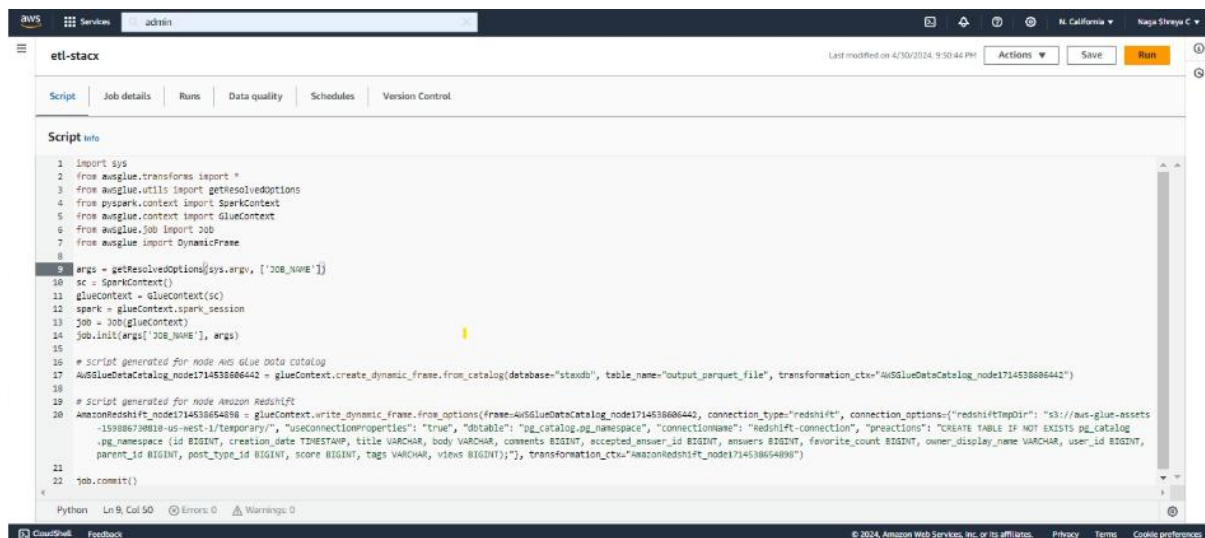 aws
Services
admin
N. California ▼
Naga Shreya C ▼
etl-stacx
Last modified on 4/30/2024, 9:50:44 PM
Actions ▼
Save
Run
Script
Job details
Runs
Data quality
Schedules
Version Control
Script Info
1 import sys
2 from awsglue.transforms import *
3 from awsglue.utils import getResolvedOptions
4 from pyspark.context import SparkContext
5 from awsglue.context import GlueContext
6 from awsglue.job import Job
7 from awsglue import DynamicFrame
8
9 args = getResolvedOptions(sys.argv, ['JOB_NAME'])
10 sc = SparkContext()
11 glueContext = GlueContext(sc)
12 spark = glueContext.spark_session
13 job = Job(glueContext)
14 job.init(args['JOB_NAME'], args)
15
16 # Script generated for node AWS Glue Data Catalog
17 AWSGlueDataCatalog_node1714538606442 = glueContext.create_dynamic_frame.from_catalog(database="staxdb", table_name="output_parquet_file", transformation_ctx="AWSGlueDataCatalog_node1714538606442")
18
19 # Script generated for node Amazon Redshift
20 AmazonRedshift_node1714538654898 = glueContext.write_dynamic_frame.from_options(frame=AWSGlueDataCatalog_node1714538606442, connection_type="redshift", connection_options={"redshiftTmpDir": "s3://aws-glue-assets
-159886730810-us-west-1/temporary/", "useConnectionProperties": "true", "dbtable": "pg_catalog.pg_namespace", "connectionName": "Redshift-connection", "preactions": "CREATE TABLE IF NOT EXISTS pg_catalog
.pg_namespace (id BIGINT, creation_date TIMESTAMP, title VARCHAR, body VARCHAR, comments BIGINT, accepted_answer_id BIGINT, answers BIGINT, favorite_count BIGINT, owner_display_name VARCHAR, user_id BIGINT,
parent_id BIGINT, post_type_id BIGINT, score BIGINT, tags VARCHAR, views BIGINT);"}, transformation_ctx="AmazonRedshift_node1714538654898")
21
22 job.commit()
Python Ln 9, Col 50 Errors: 0 Warnings: 0
CloudShell Feedback
© 2024, Amazon Web Services, Inc. or its affiliates. Privacy Terms Cookie preferences